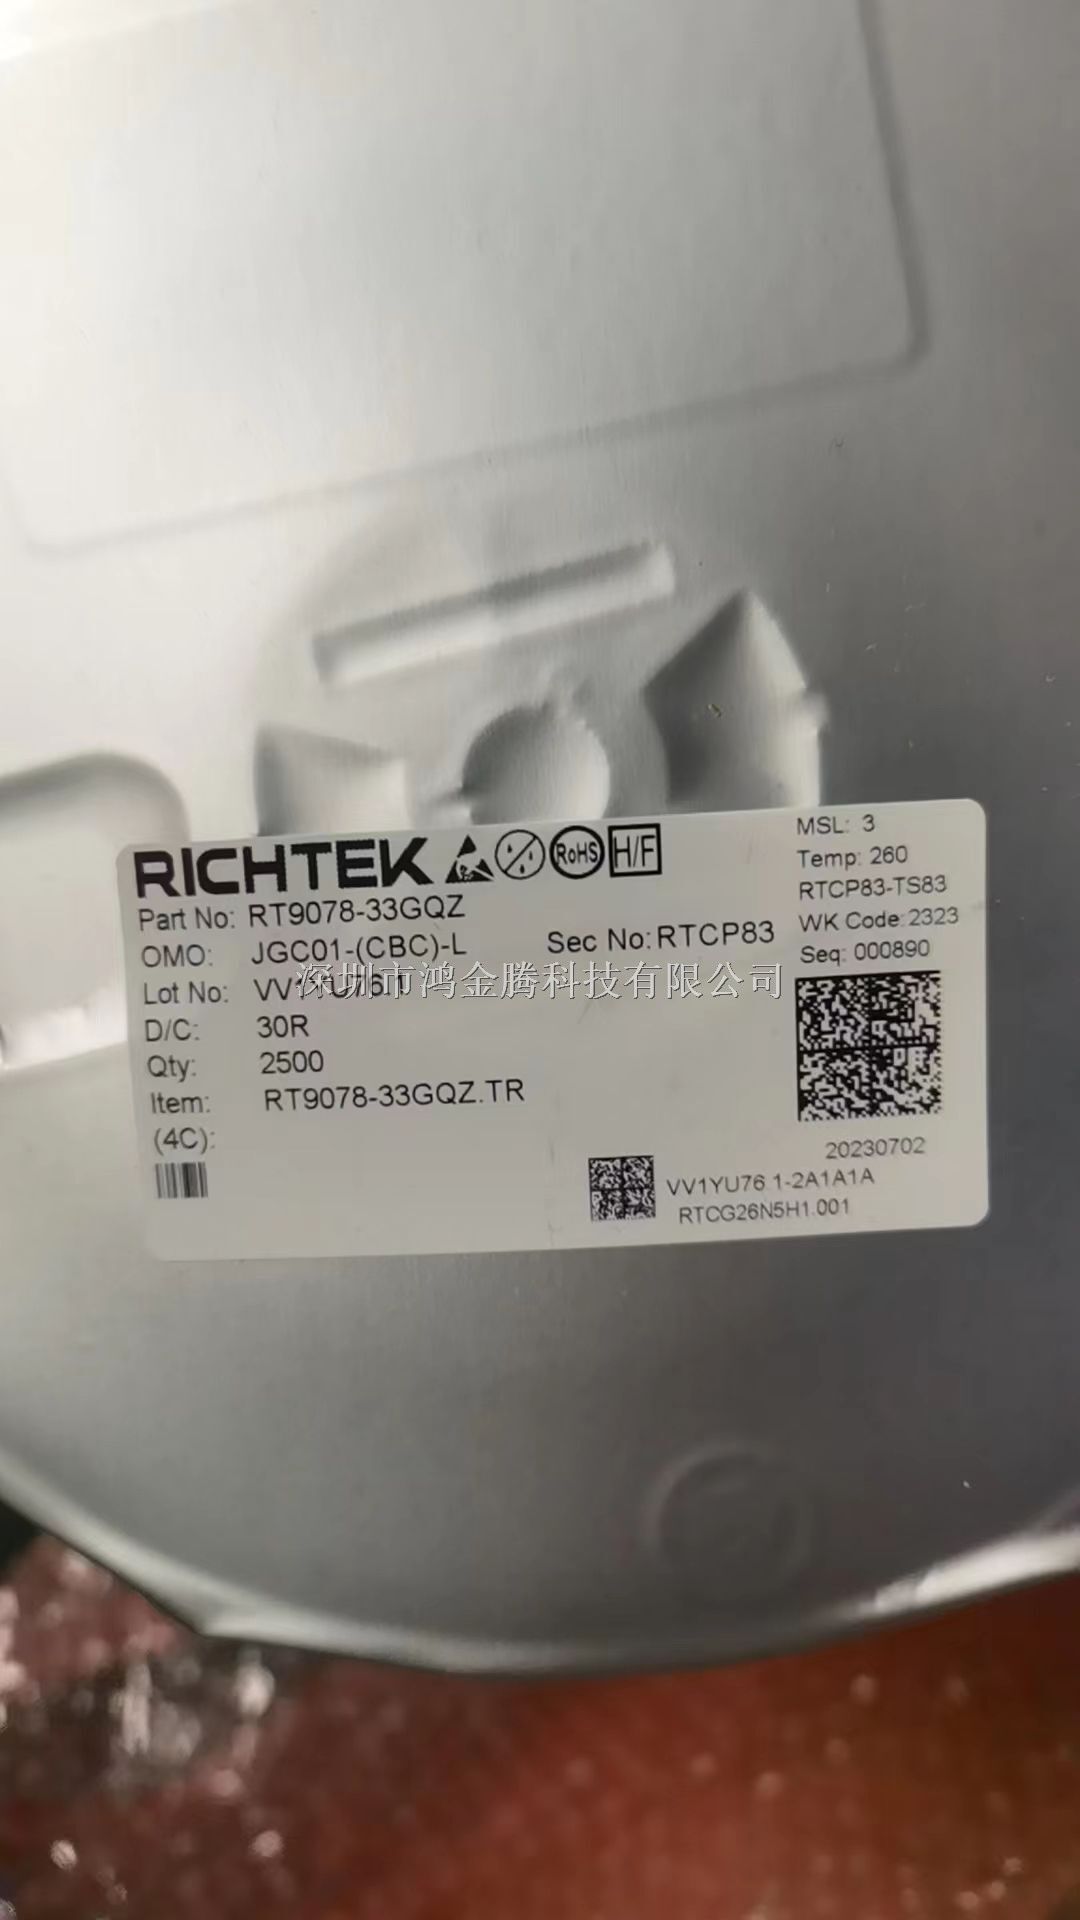 RICHTEK RoHS H/F
Part No: RT9078-33GQZ
OMO: JGC01-(CBC)-L
Sec No:RTCP83
Lot No: VV1YU76.1
深圳市鸿金腾科技有限公司
D/C: 30R
Qty: 2500
Item: RT9078-33GQZ.TR
(4C):
MSL: 3
Temp: 260
RTCP83-TS83
WK Code:2323
Seq: 000890
20230702
VV1YU76.1-2A1A1A
RTCG26N5H1.001